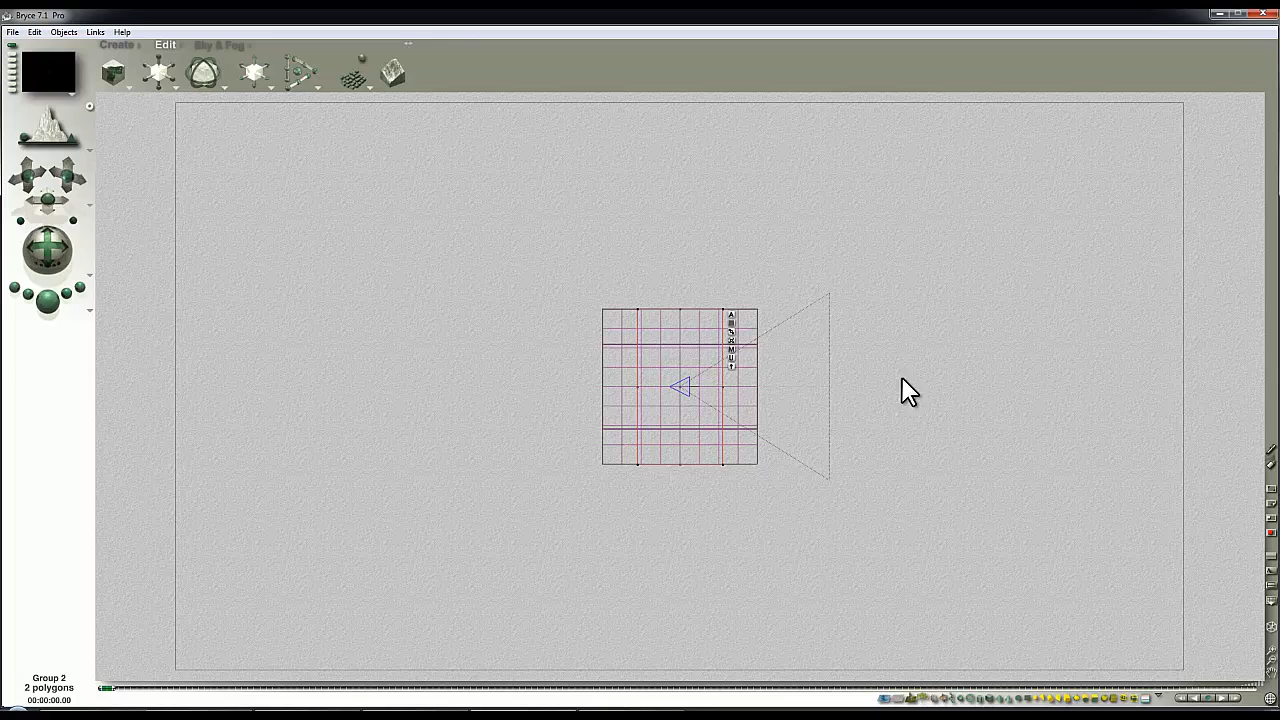 Bryce 7.1 Pro
File Edit Objects Links Help
Create Edit Sky & Fog
A
M
U
Group 2
2 polygons
00:00:00.00